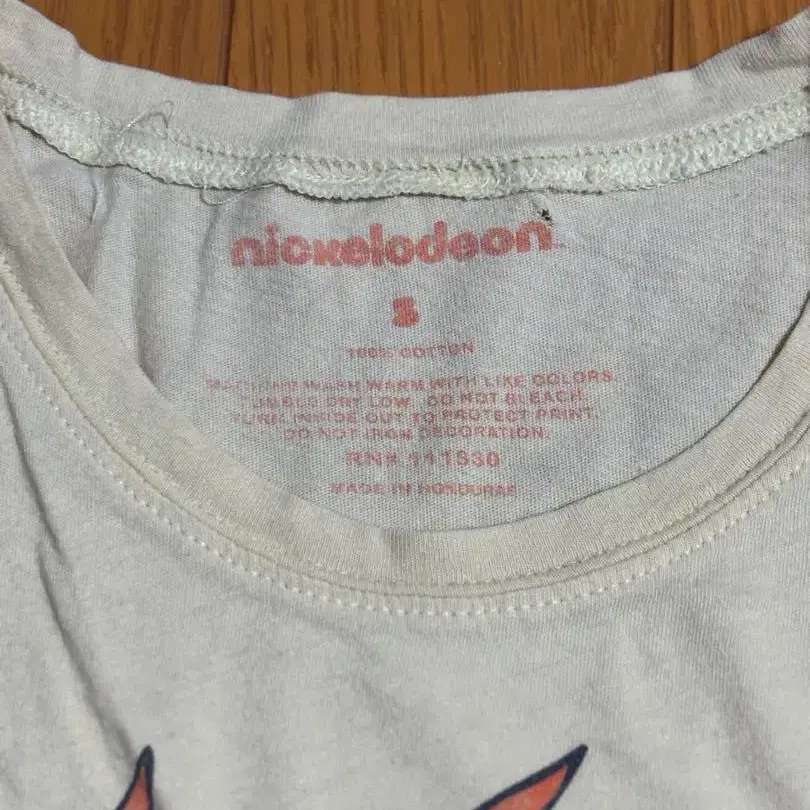 nickelodeon
S
100% COTTON
MACHINE WASH WARM WITH LIKE COLORS.
TUMBLE DRY LOW. DO NOT BLEACH.
TURN INSIDE OUT TO PROTECT PRINT.
DO NOT IRON DECORATION.
RN# 111330
MADE IN HONDURAS